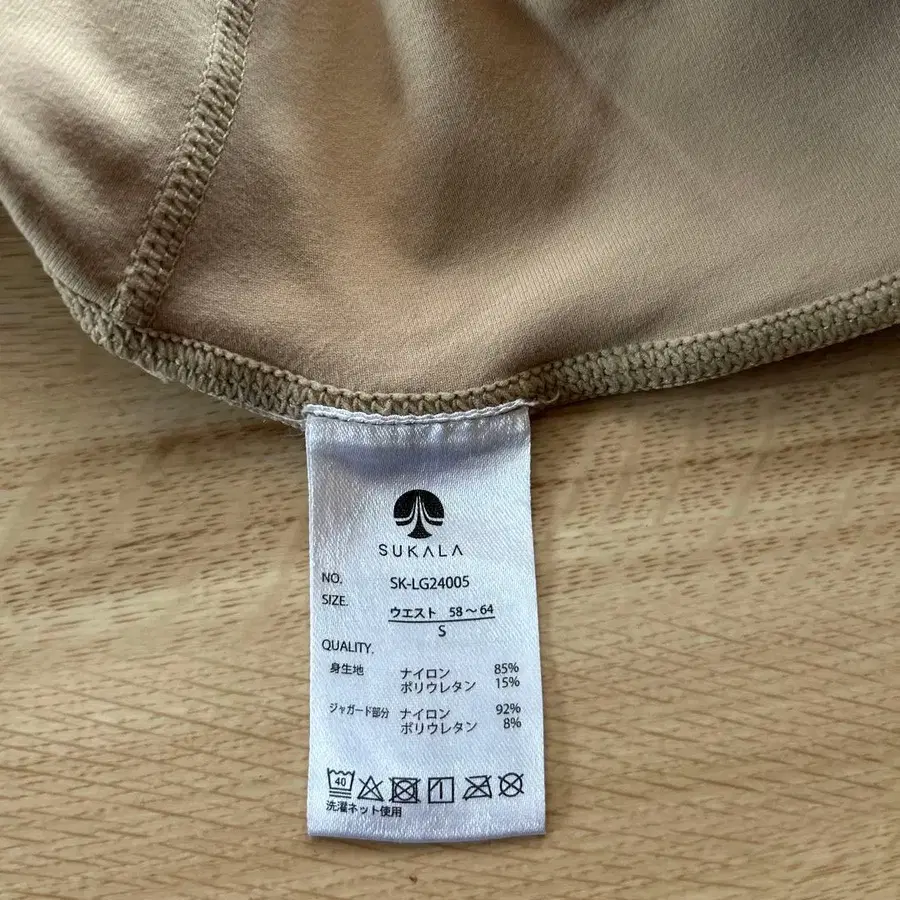 SUKALA
NO. SK-LG24005
SIZE. ウエスト 58～64
S
QUALITY.
身生地 ナイロン 85%
ポリウレタン 15%
ジャガード部分 ナイロン 92%
ポリウレタン 8%
40
洗濯ネット使用